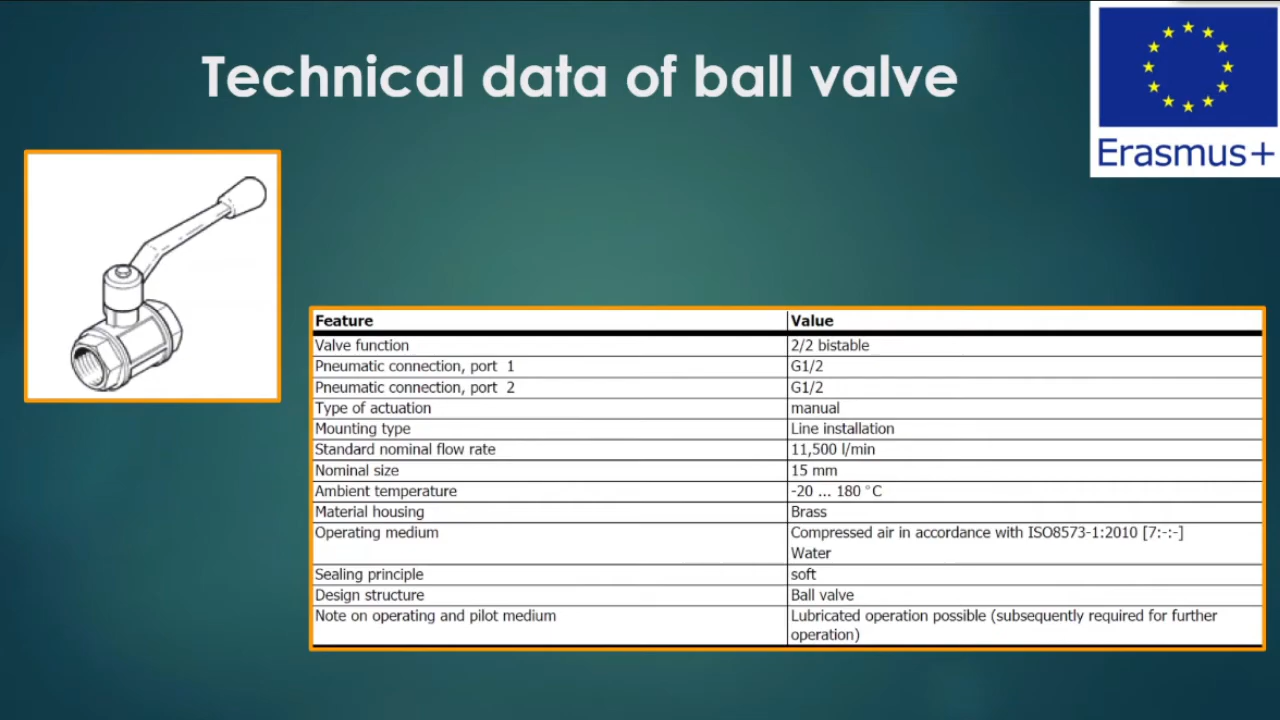 Technical data of ball valve
Erasmus+
Feature Value
Valve function 2/2 bistable
Pneumatic connection, port 1 G1/2
Pneumatic connection, port 2 G1/2
Type of actuation manual
Mounting type Line installation
Standard nominal flow rate 11,500 l/min
Nominal size 15 mm
Ambient temperature -20 ... 180 °C
Material housing Brass
Operating medium Compressed air in accordance with ISO8573-1:2010 [7:-:-]
Water
Sealing principle soft
Design structure Ball valve
Note on operating and pilot medium Lubricated operation possible (subsequently required for further
operation)